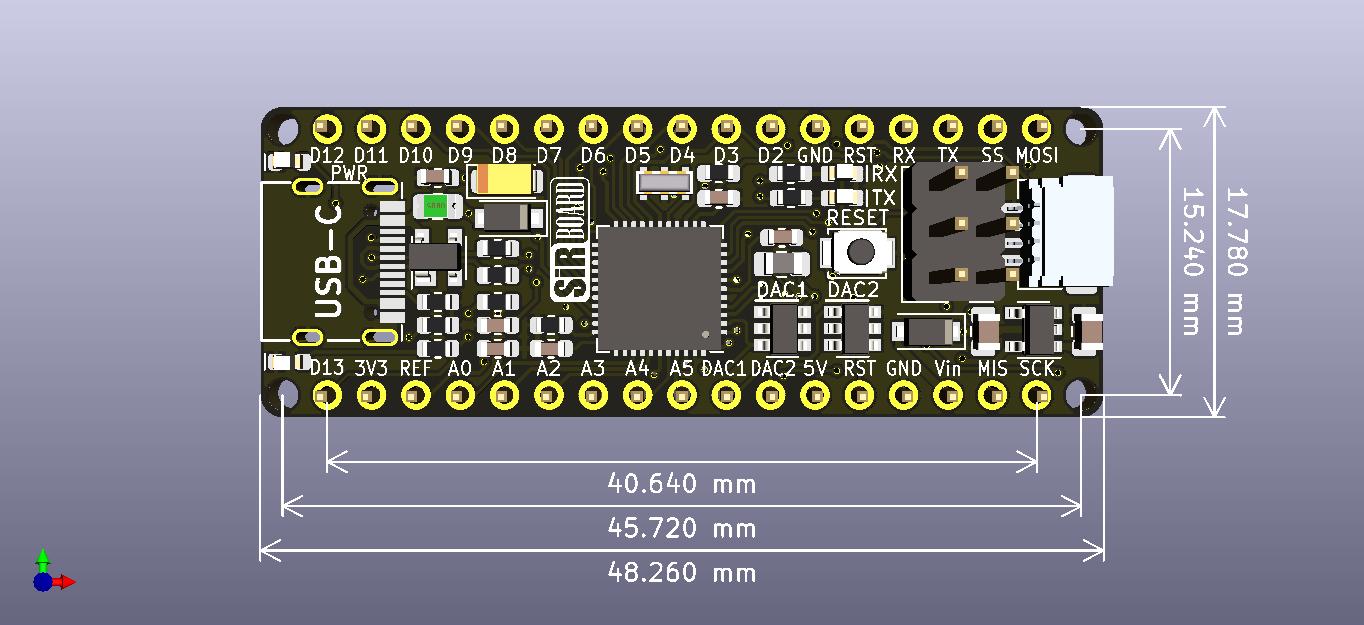 D12 D11 D10 D9 D8 D7 D6 D5 D4 D3 D2 GND RST RX TX SS MOSI
PWR
RX
TX
USB-C
SIR BOARD
RESET
DAC1 DAC2
D13 3V3 REF A0 A1 A2 A3 A4 A5 DAC1 DAC2 5V RST GND Vin MIS SCK
15.240 mm
17.780 mm
40.640 mm
45.720 mm
48.260 mm